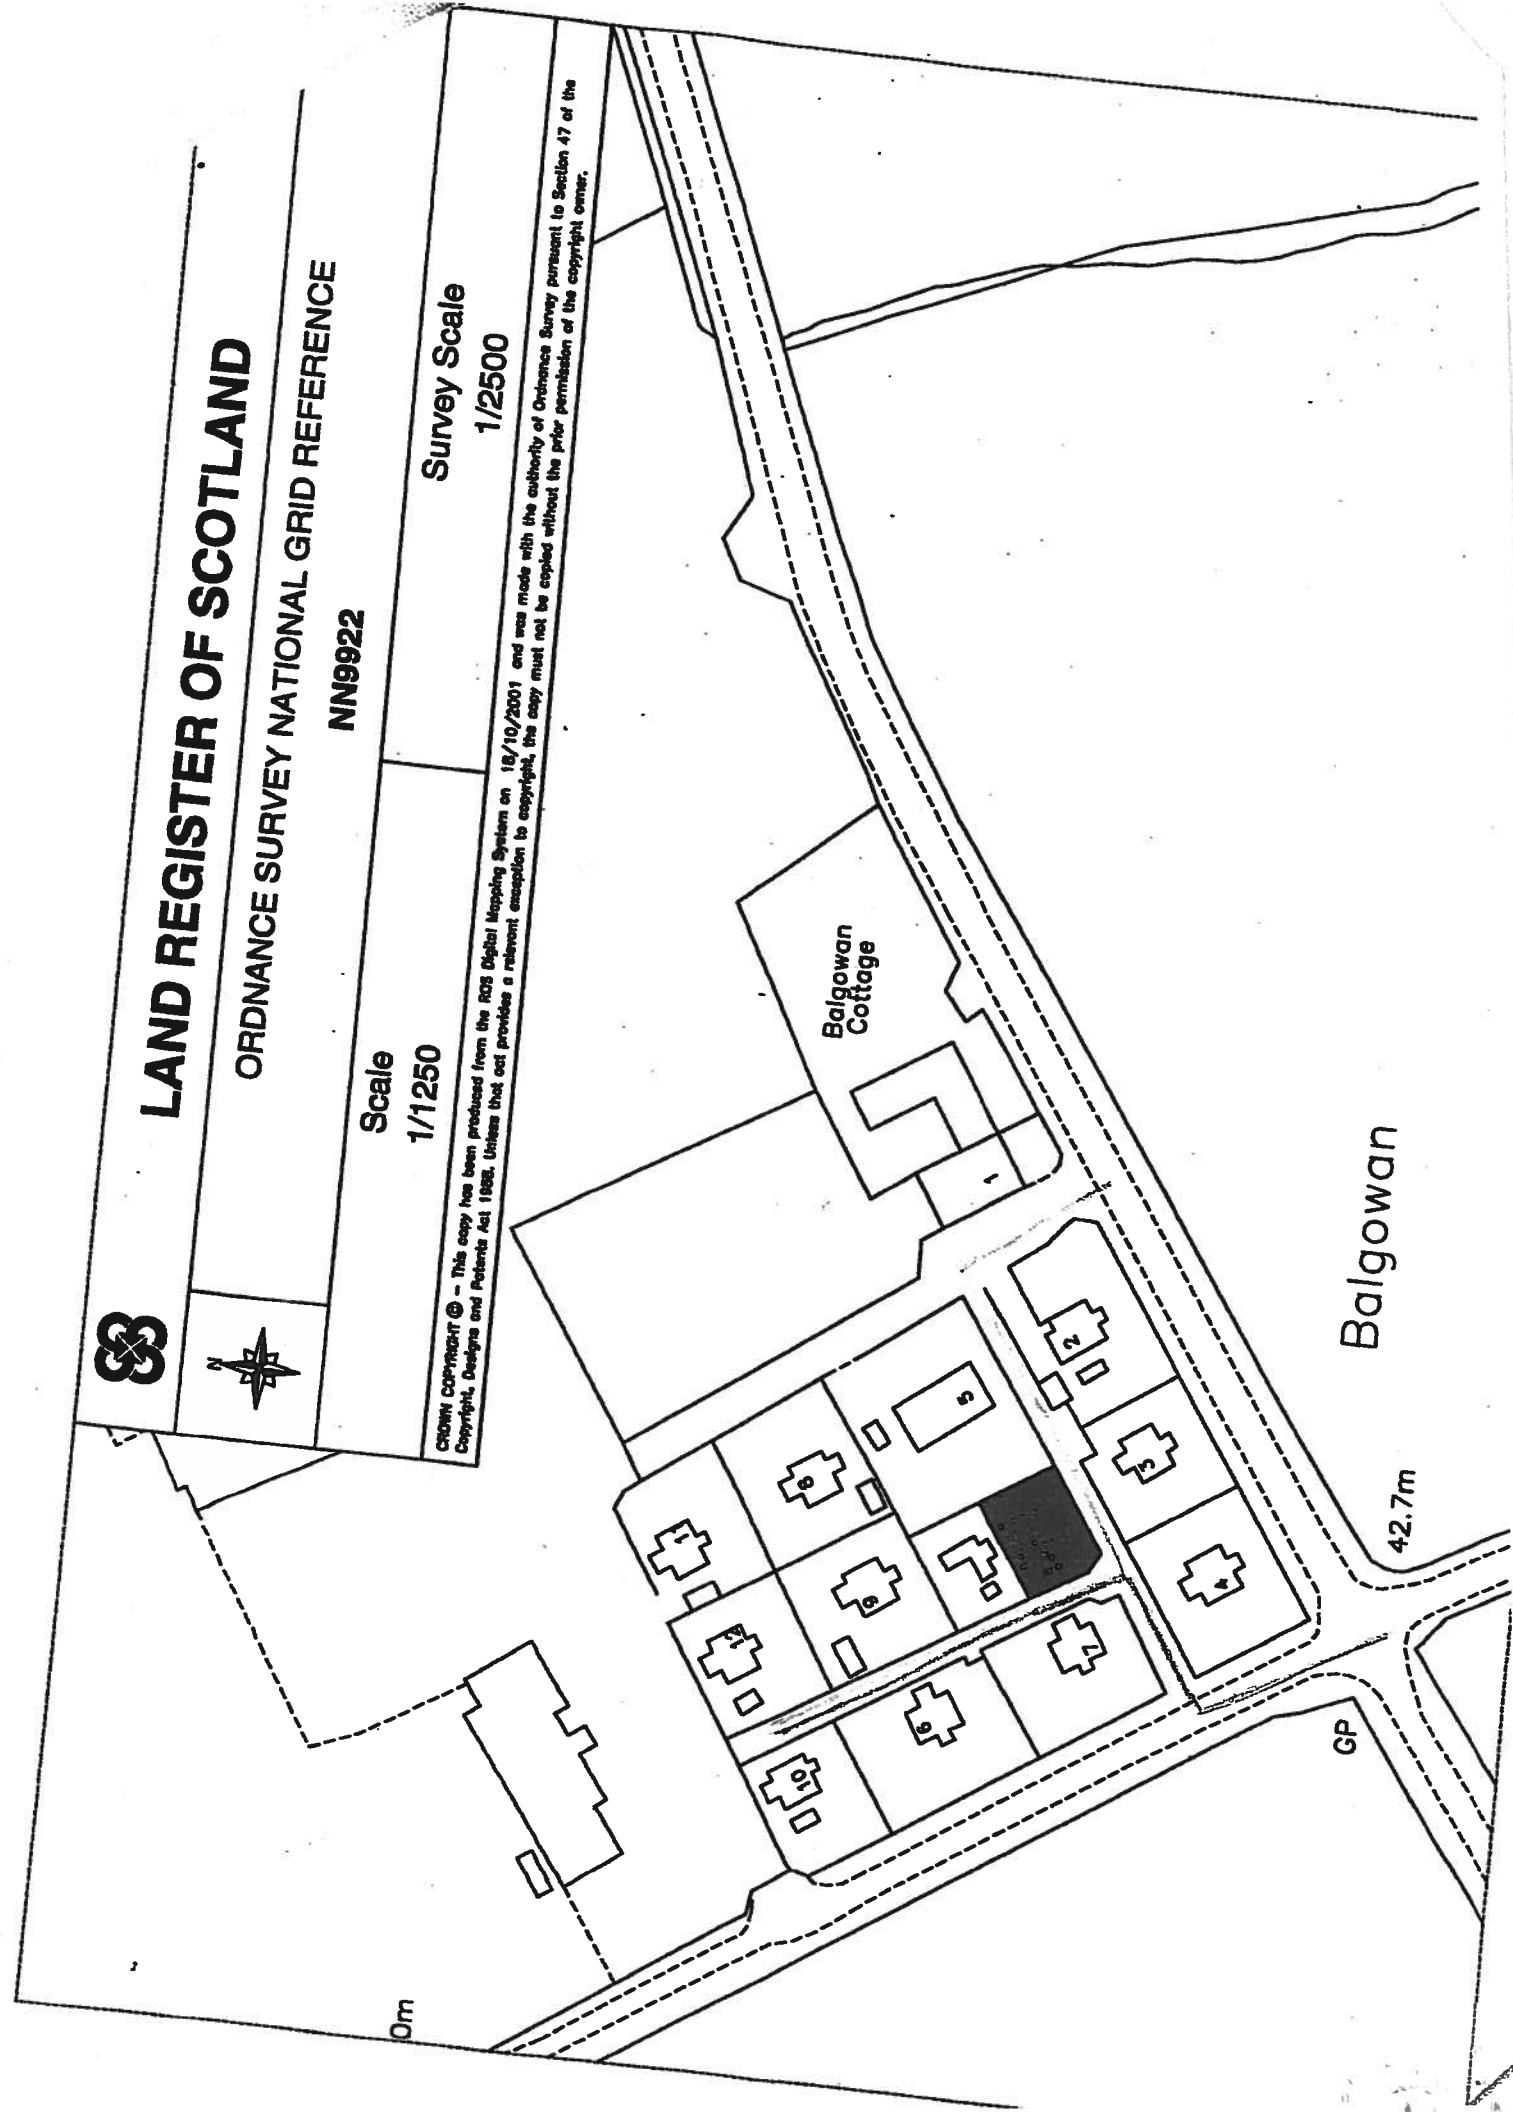 LAND REGISTER OF SCOTLAND
N
ORDNANCE SURVEY NATIONAL GRID REFERENCE
NN9922
Scale
1/1250
Survey Scale
1/2500
CROWN COPYRIGHT © – This copy has been produced from the ROS Digital Mapping System on 18/10/2001 and was made with the authority of Ordnance Survey pursuant to Section 47 of the
Copyright, Designs and Patents Act 1988. Unless that act provides a relevant exception to copyright, the copy must not be copied without the prior permission of the copyright owner.
Balgowan
Cottage
1
11
8
5
2
12
9
3
10
6
7
4
Balgowan
42.7m
GP
0m